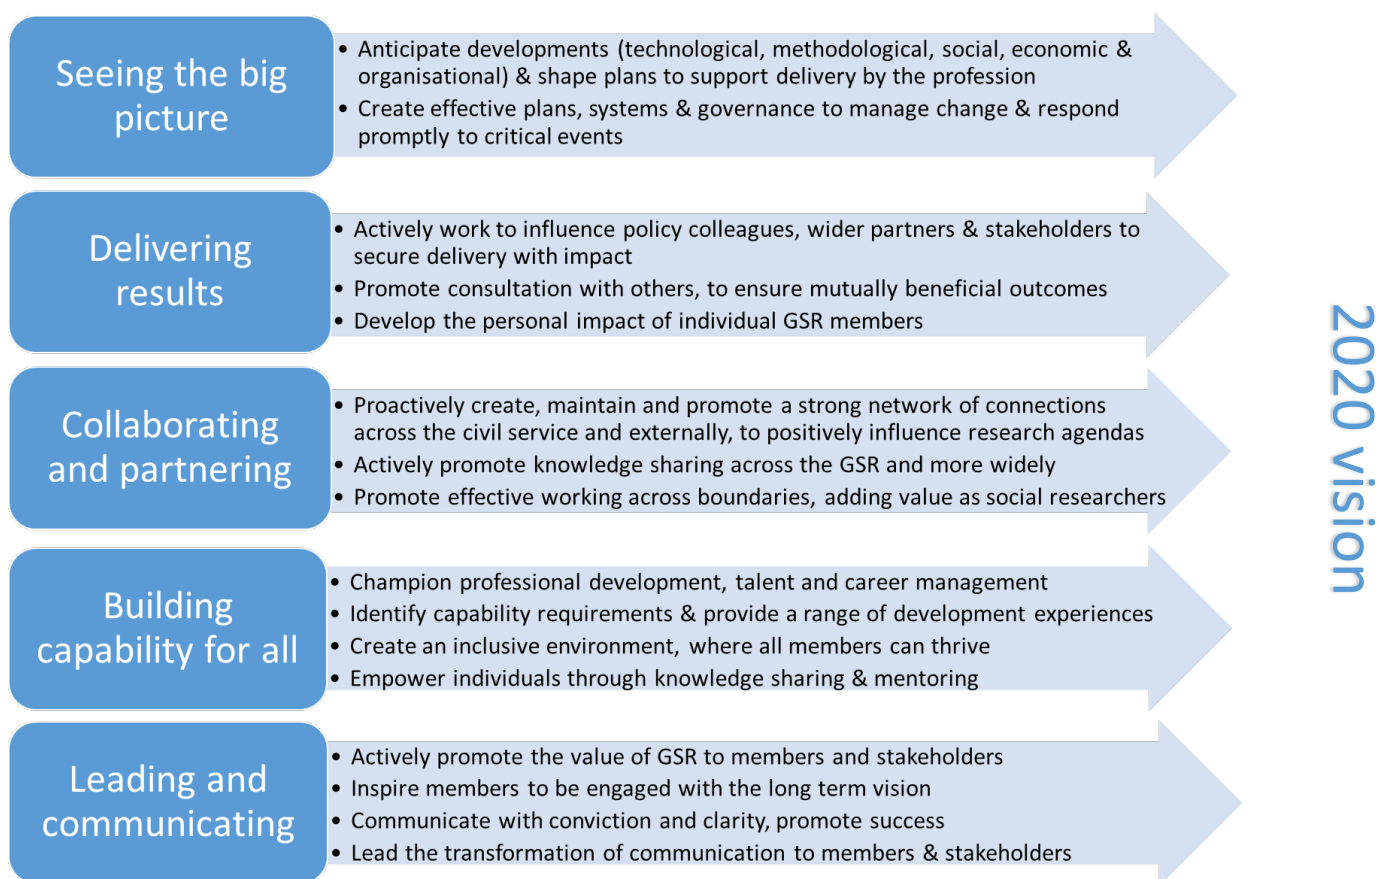 Seeing the big
picture
• Anticipate developments (technological, methodological, social, economic &
organisational) & shape plans to support delivery by the profession
• Create effective plans, systems & governance to manage change & respond
promptly to critical events
Delivering
results
• Actively work to influence policy colleagues, wider partners & stakeholders to
secure delivery with impact
• Promote consultation with others, to ensure mutually beneficial outcomes
• Develop the personal impact of individual GSR members
Collaborating
and partnering
• Proactively create, maintain and promote a strong network of connections
across the civil service and externally, to positively influence research agendas
• Actively promote knowledge sharing across the GSR and more widely
• Promote effective working across boundaries, adding value as social researchers
Building
capability for all
• Champion professional development, talent and career management
• Identify capability requirements & provide a range of development experiences
• Create an inclusive environment, where all members can thrive
• Empower individuals through knowledge sharing & mentoring
Leading and
communicating
• Actively promote the value of GSR to members and stakeholders
• Inspire members to be engaged with the long term vision
• Communicate with conviction and clarity, promote success
• Lead the transformation of communication to members & stakeholders
2020 vision